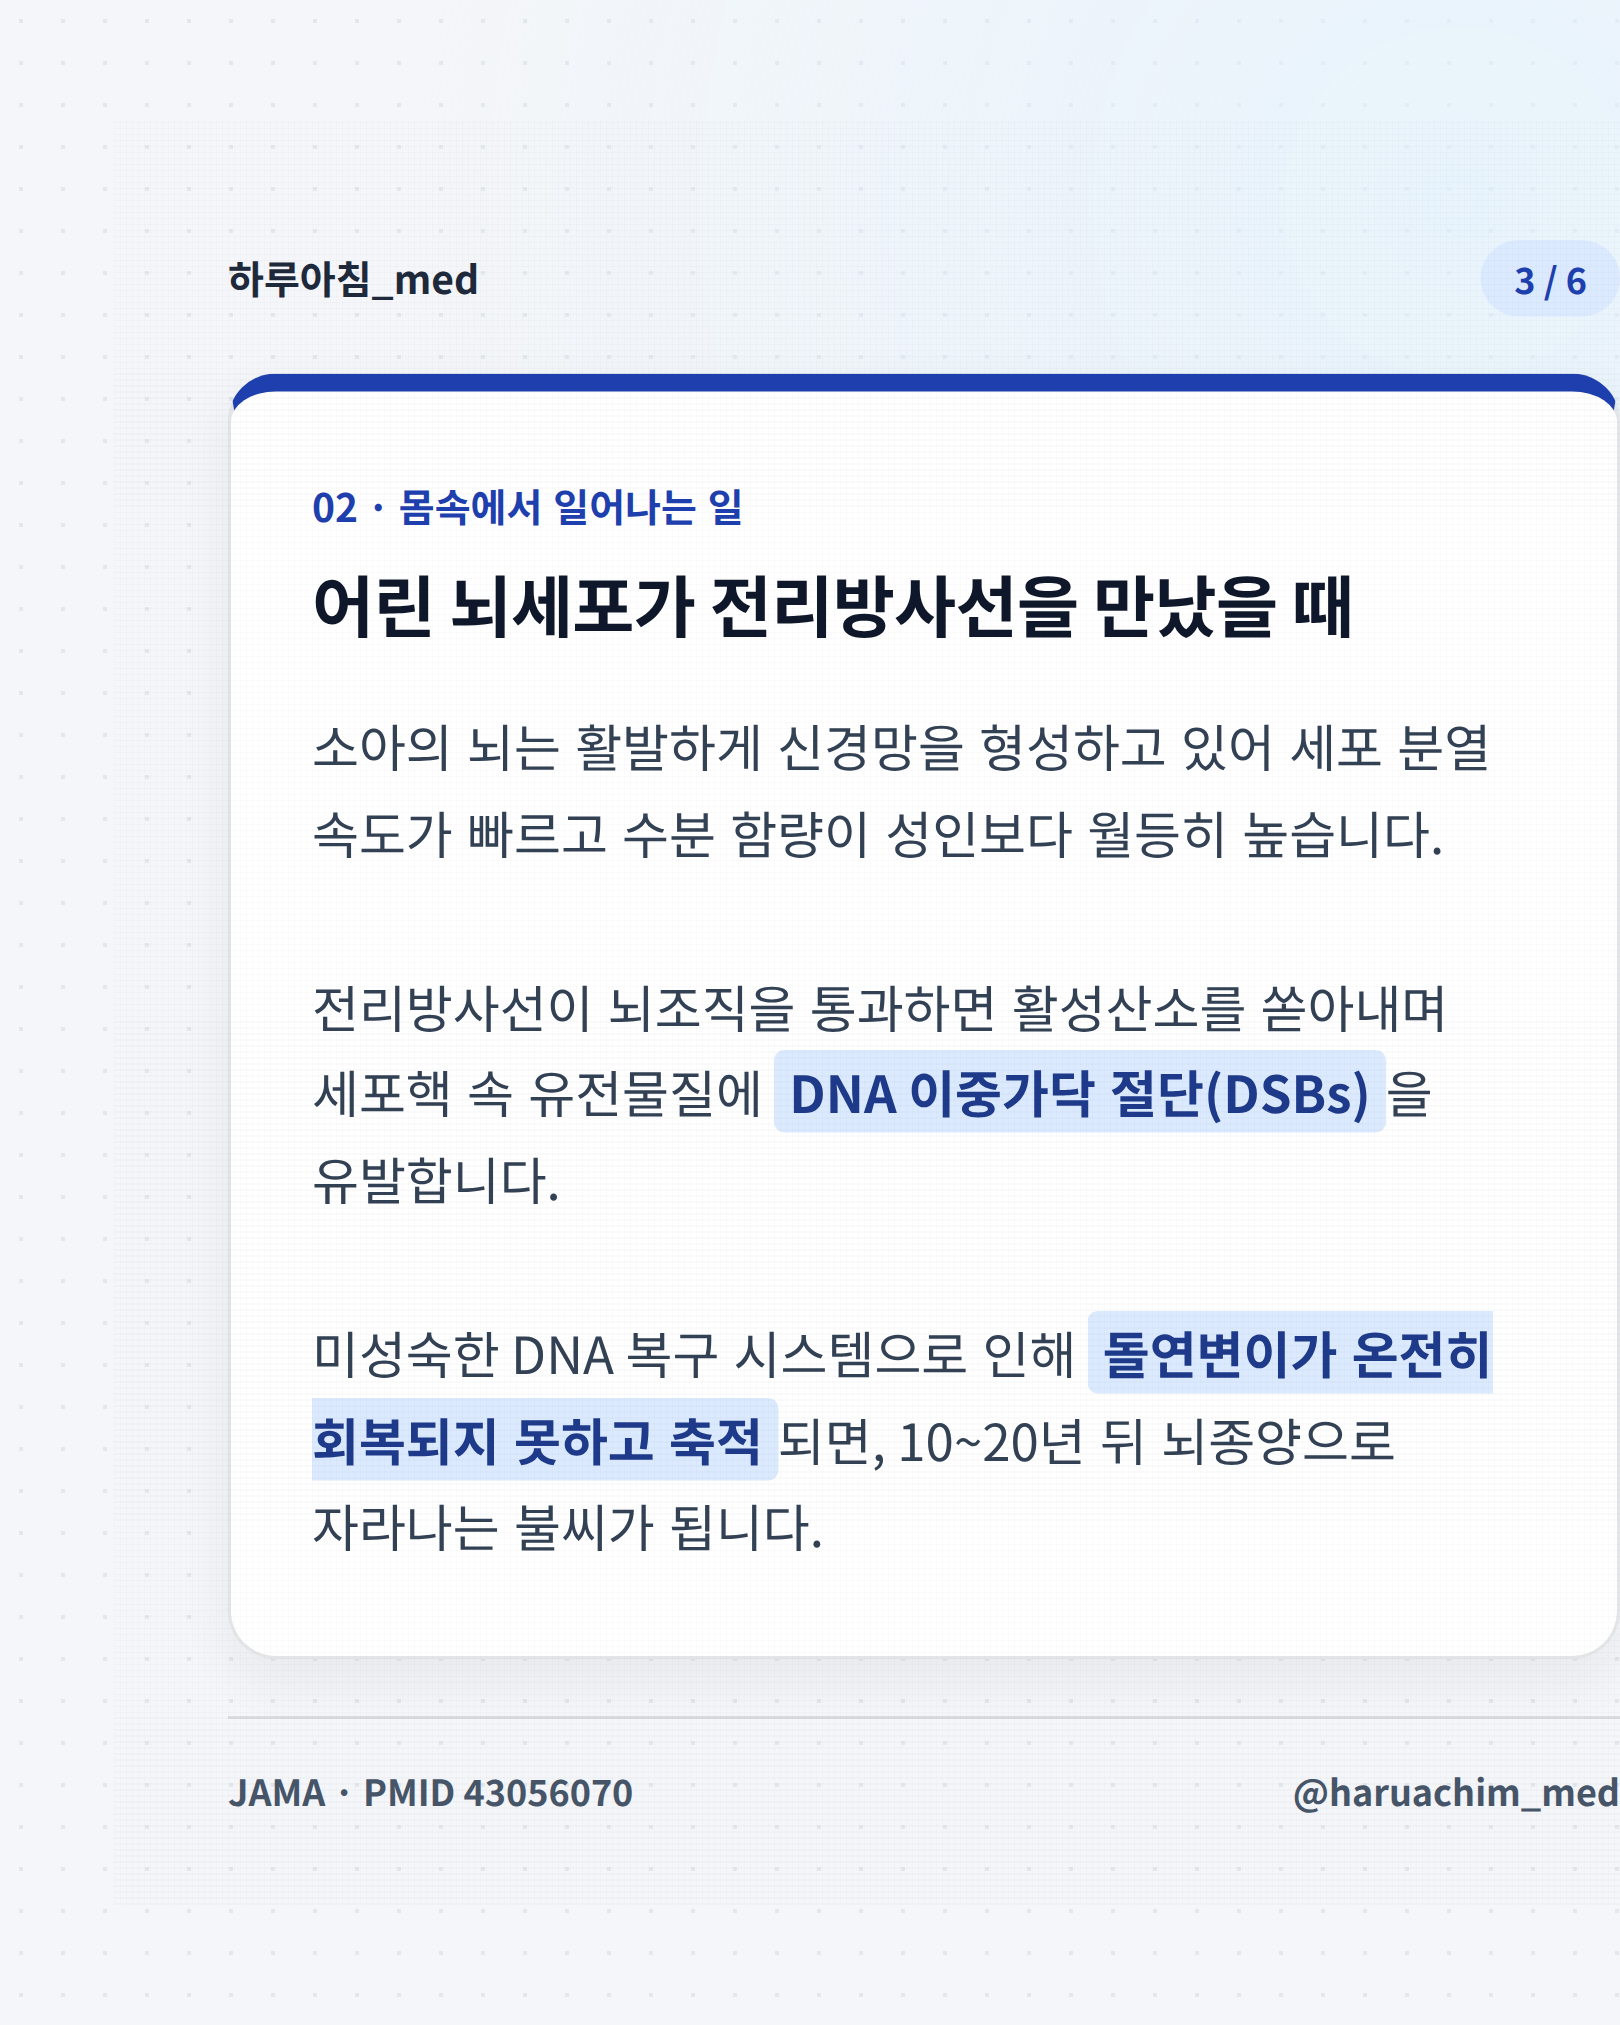 하루아침_med
3 / 6
02 · 몸속에서 일어나는 일
어린 뇌세포가 전리방사선을 만났을 때
소아의 뇌는 활발하게 신경망을 형성하고 있어 세포 분열
속도가 빠르고 수분 함량이 성인보다 월등히 높습니다.
전리방사선이 뇌조직을 통과하면 활성산소를 쏟아내며
세포핵 속 유전물질에 DNA 이중가닥 절단(DSBs)을
유발합니다.
미성숙한 DNA 복구 시스템으로 인해 돌연변이가 온전히
회복되지 못하고 축적되면, 10~20년 뒤 뇌종양으로
자라나는 불씨가 됩니다.
JAMA · PMID 43056070
@haruachim_med